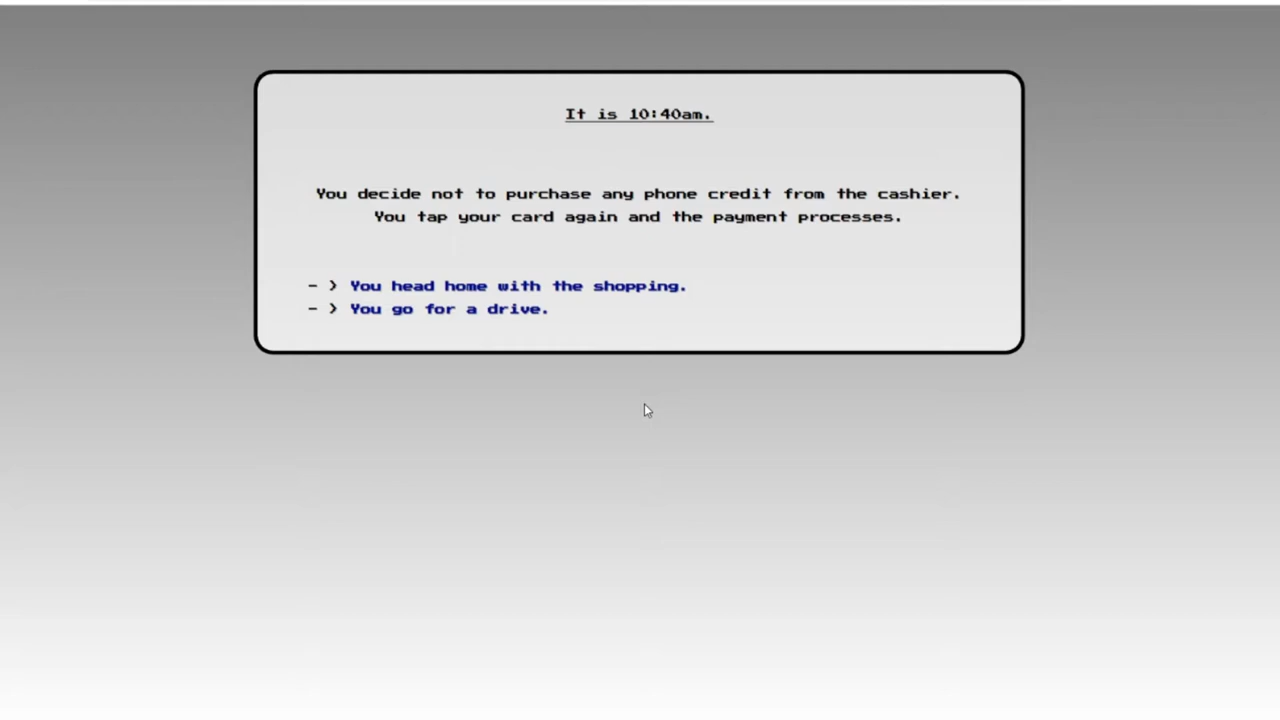 It is 10:40am.
You decide not to purchase any phone credit from the cashier.
You tap your card again and the payment processes.
- > You head home with the shopping.
- > You go for a drive.